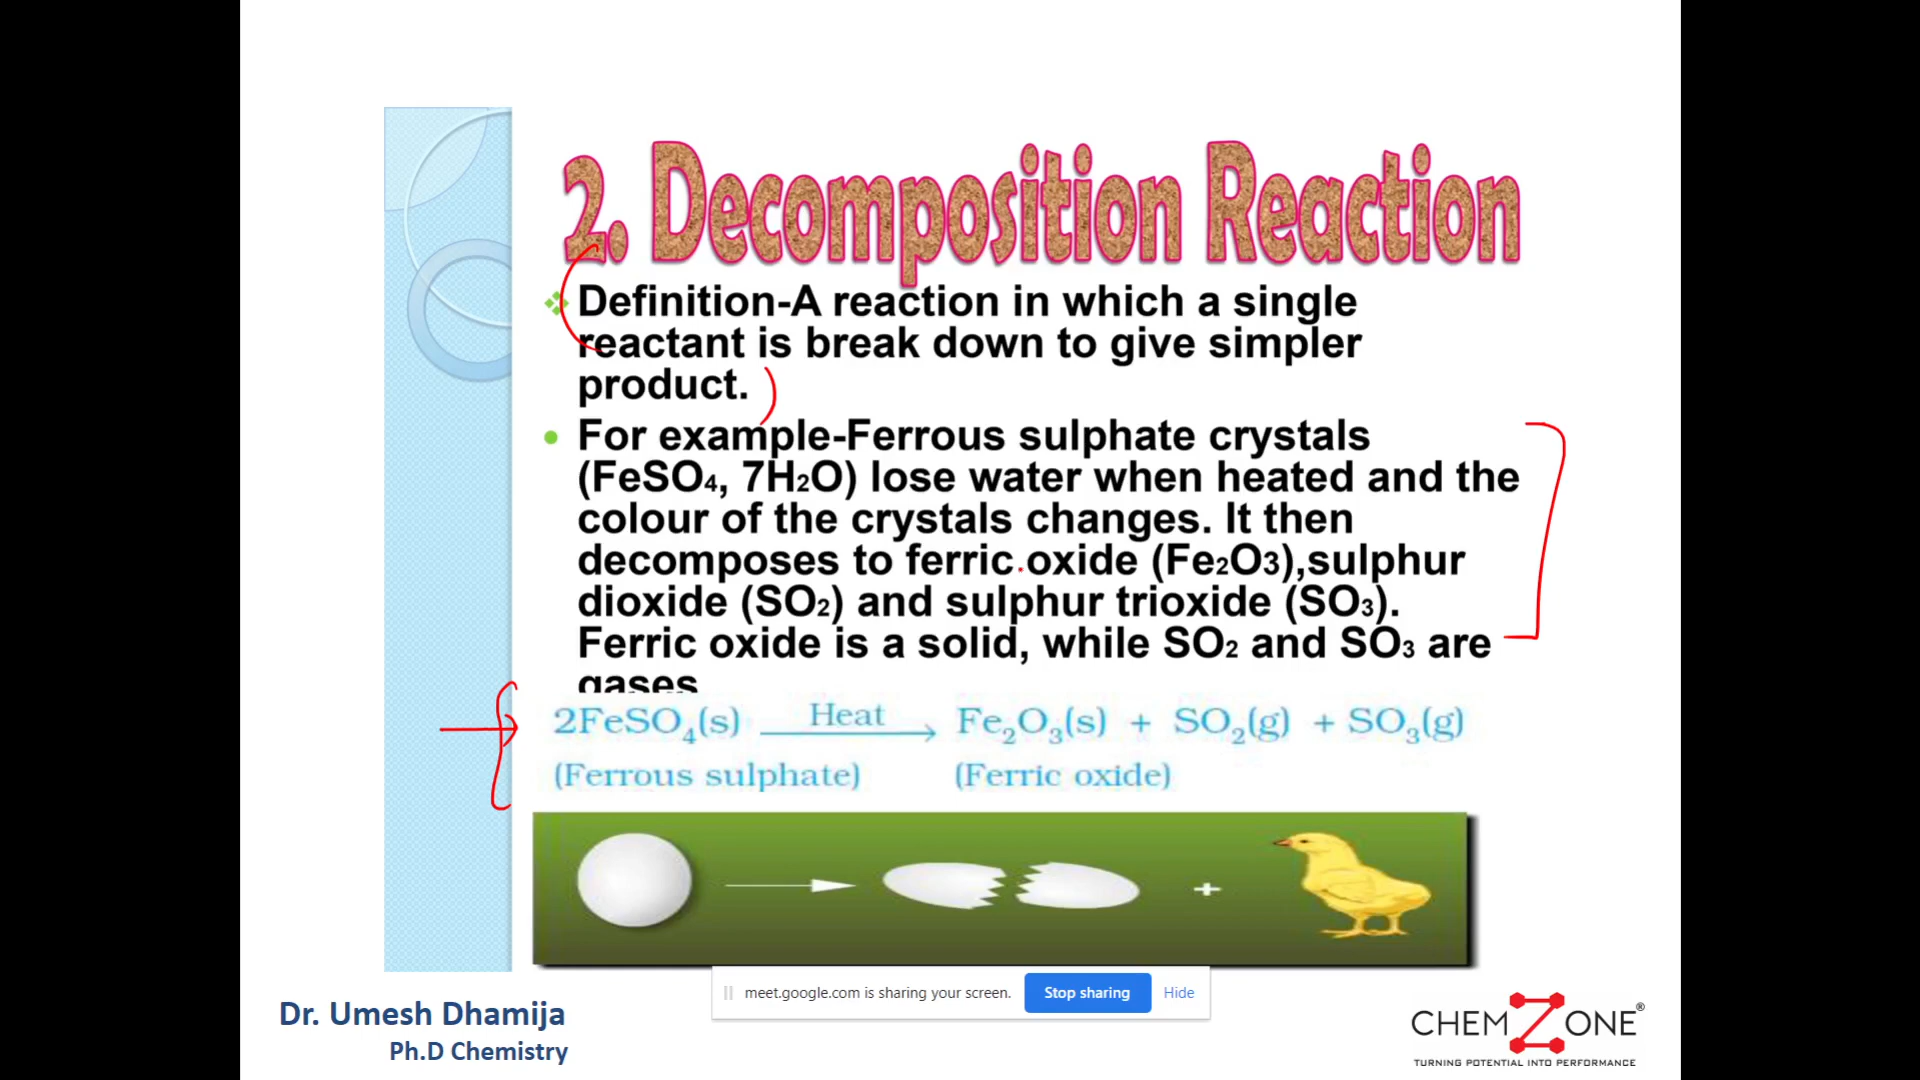 2. Decomposition Reaction
Definition-A reaction in which a single
reactant is break down to give simpler
product.
For example-Ferrous sulphate crystals
(FeSO₄, 7H₂O) lose water when heated and the
colour of the crystals changes. It then
decomposes to ferric oxide (Fe₂O₃),sulphur
dioxide (SO₂) and sulphur trioxide (SO₃).
Ferric oxide is a solid, while SO₂ and SO₃ are
gases
2FeSO₄(s) Heat → Fe₂O₃(s) + SO₂(g) + SO₃(g)
(Ferrous sulphate) (Ferric oxide)
+
meet.google.com is sharing your screen. Stop sharing Hide
Dr. Umesh Dhamija
Ph.D Chemistry
CHEMZONE®
TURNING POTENTIAL INTO PERFORMANCE